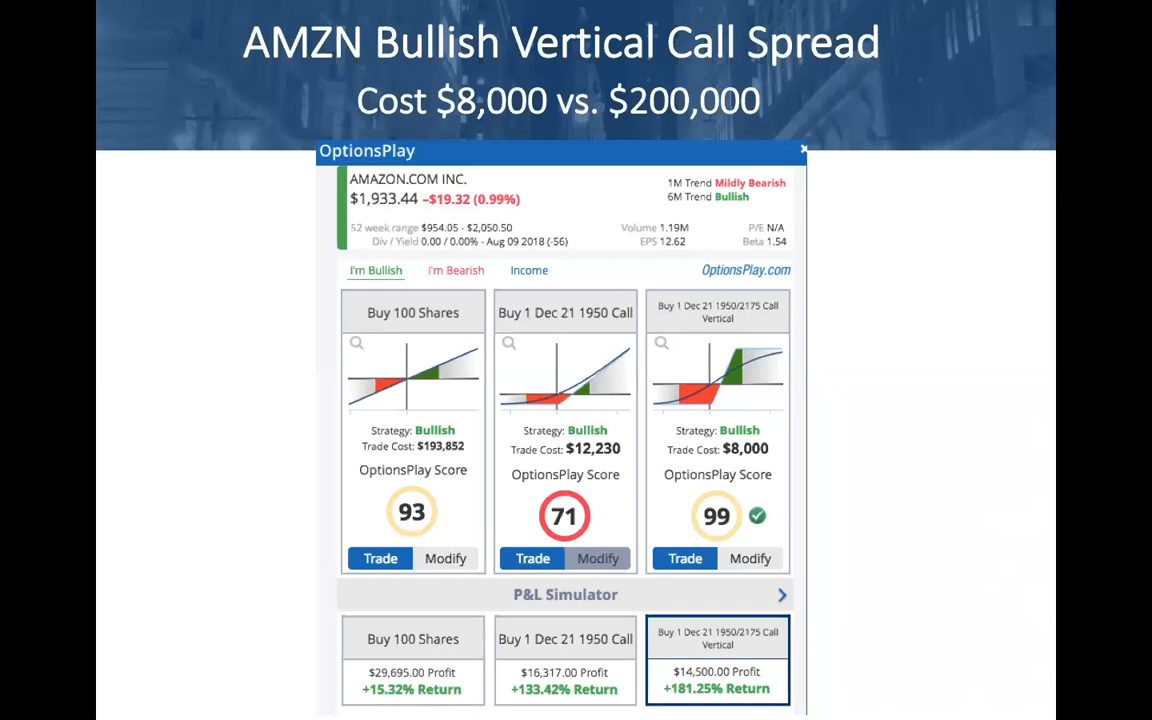 AMZN Bullish Vertical Call Spread
Cost $8,000 vs. $200,000
OptionsPlay ×
AMAZON.COM INC.
$1,933.44 –$19.32 (0.99%)
1M Trend Mildly Bearish
6M Trend Bullish
52 week range $954.05 - $2,050.50 Volume 1.19M P/E N/A
Div / Yield 0.00 / 0.00% - Aug 09 2018 (-56) EPS 12.62 Beta 1.54
I'm Bullish I'm Bearish Income OptionsPlay.com
Buy 100 Shares
Strategy: Bullish
Trade Cost: $193,852
OptionsPlay Score
93
Trade Modify
Buy 1 Dec 21 1950 Call
Strategy: Bullish
Trade Cost: $12,230
OptionsPlay Score
71
Trade Modify
Buy 1 Dec 21 1950/2175 Call
Vertical
Strategy: Bullish
Trade Cost: $8,000
OptionsPlay Score
99
Trade Modify
P&L Simulator
Buy 100 Shares
$29,695.00 Profit
+15.32% Return
Buy 1 Dec 21 1950 Call
$16,317.00 Profit
+133.42% Return
Buy 1 Dec 21 1950/2175 Call
Vertical
$14,500.00 Profit
+181.25% Return